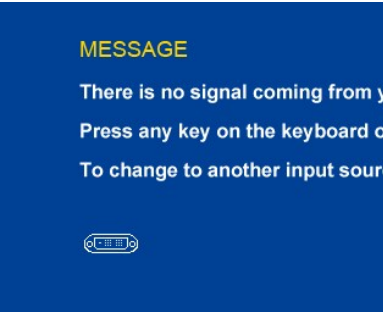 MESSAGE
There is no signal coming from
Press any key on the keyboard
To change to another input